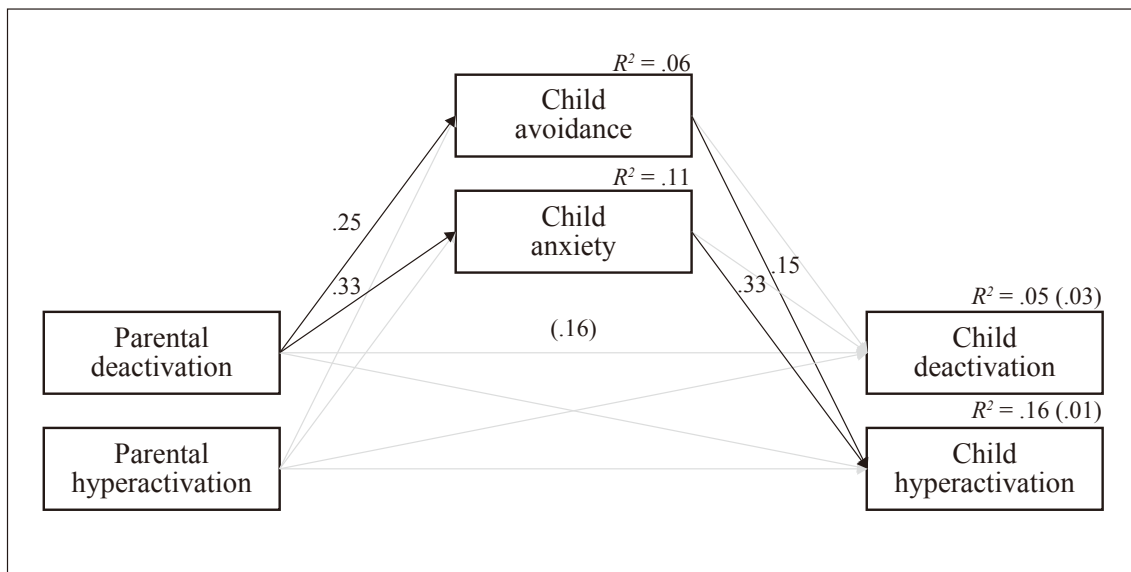 R² = .06
Child
avoidance
R² = .11
Child
anxiety
.25
.33
.15
.33
(.16)
R² = .05 (.03)
Parental
deactivation
Child
deactivation
R² = .16 (.01)
Parental
hyperactivation
Child
hyperactivation